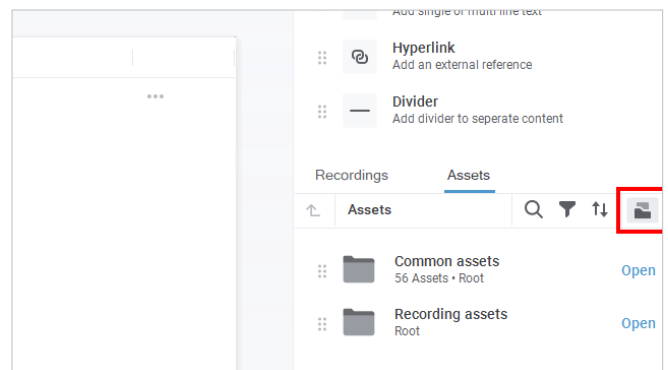 Add single or multi line text
Hyperlink
Add an external reference
Divider
Add divider to seperate content
Recordings Assets
Assets
Common assets
56 Assets • Root
Open
Recording assets
Root
Open